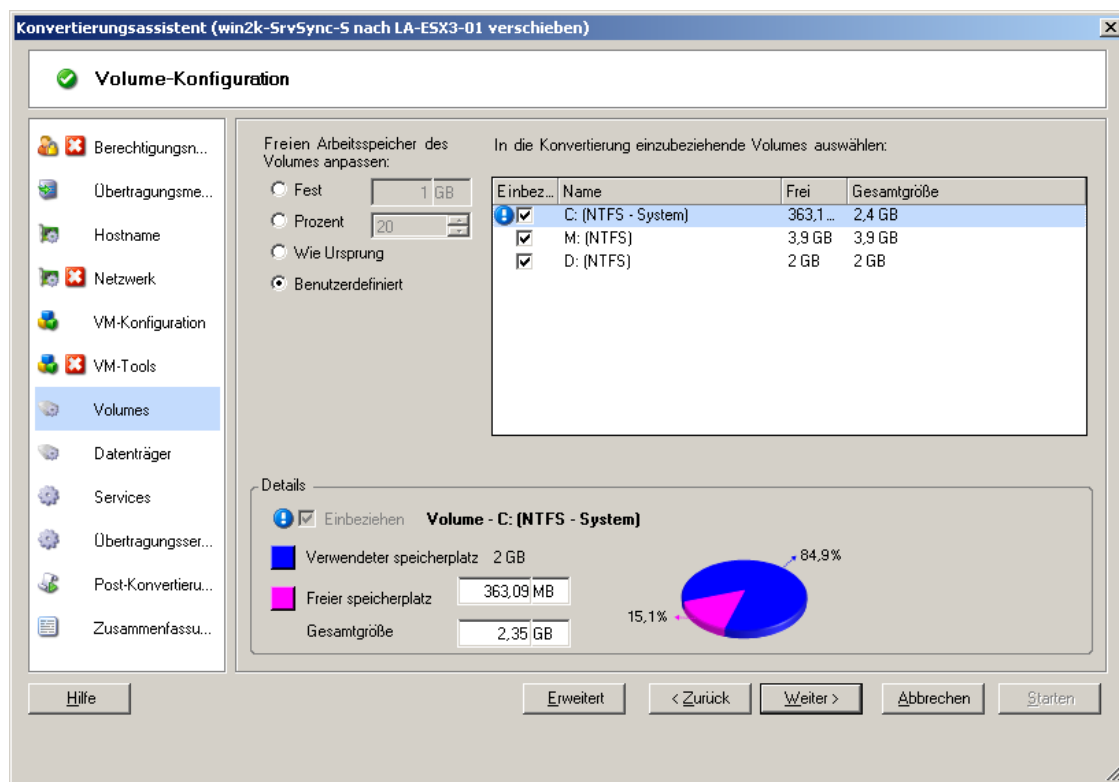 Konvertierungsassistent (win2k-SrvSync-S nach LA-ESX3-01 verschieben)
Volume-Konfiguration
Berechtigungsn...
Übertragungsme...
Hostname
Netzwerk
VM-Konfiguration
VM-Tools
Volumes
Datenträger
Services
Übertragungsser...
Post-Konvertieru...
Zusammenfassu...
Freien Arbeitsspeicher des
Volumes anpassen:
Fest 1 GB
Prozent 20
Wie Ursprung
Benutzerdefiniert
In die Konvertierung einzubeziehende Volumes auswählen:
Einbez... Name Frei Gesamtgröße
C: (NTFS - System) 363,1... 2,4 GB
M: (NTFS) 3,9 GB 3,9 GB
D: (NTFS) 2 GB 2 GB
Details
Einbeziehen Volume - C: (NTFS - System)
Verwendeter speicherplatz 2 GB
Freier speicherplatz 363,09 MB
Gesamtgröße 2,35 GB
84,9%
15,1%
Hilfe Erweitert < Zurück Weiter > Abbrechen Starten